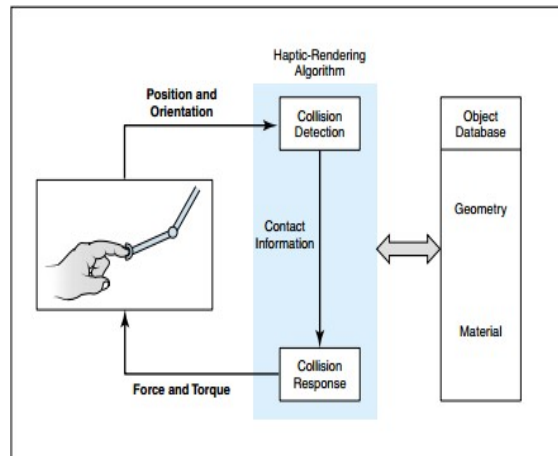 Haptic-Rendering
Algorithm
Position and
Orientation
Collision
Detection
Object
Database
Geometry
Contact
Information
Material
Collision
Response
Force and Torque